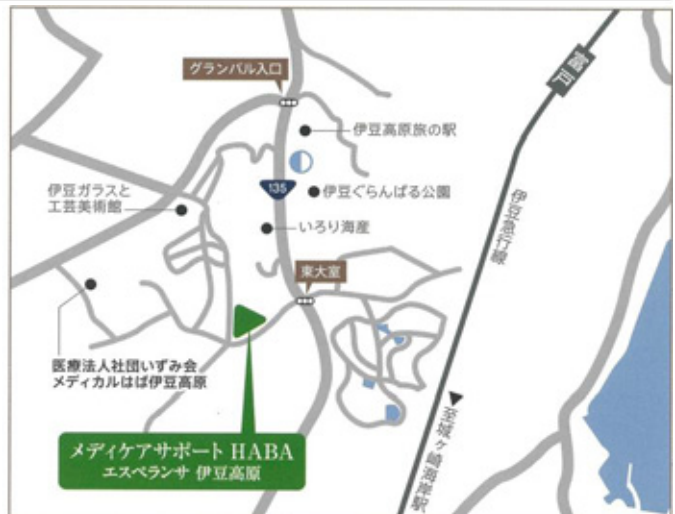 グランパル入口
富戸
伊豆高原旅の駅
135
伊豆ぐらんぱる公園
伊豆急行線
伊豆ガラスと
工芸美術館
いろり海産
東大室
医療法人社団いずみ会
メディカルはば伊豆高原
至城ヶ崎海岸駅
メディケアサポート HABA
エスペランサ 伊豆高原